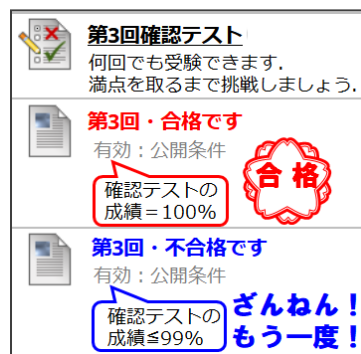 第3回確認テスト
何回でも受験できます.
満点を取るまで挑戦しましょう.
第3回・合格です
有効：公開条件
確認テストの
成績＝100%
合格
第3回・不合格です
有効：公開条件
確認テストの
成績≦99%
ざんねん！
もう一度！